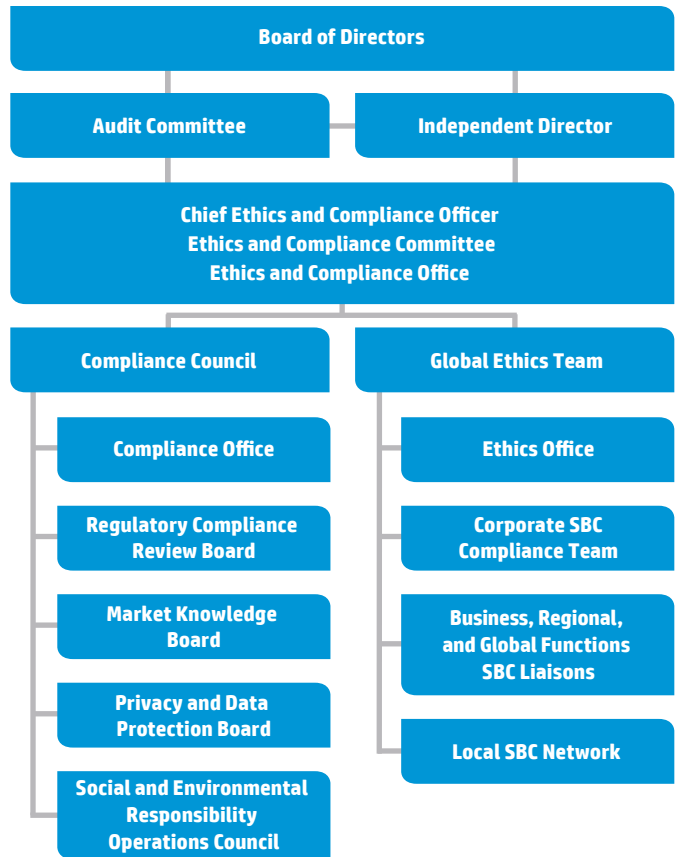 Board of Directors
Audit Committee
Independent Director
Chief Ethics and Compliance Officer
Ethics and Compliance Committee
Ethics and Compliance Office
Compliance Council
Compliance Office
Regulatory Compliance
Review Board
Market Knowledge
Board
Privacy and Data
Protection Board
Social and Environmental
Responsibility
Operations Council
Global Ethics Team
Ethics Office
Corporate SBC
Compliance Team
Business, Regional,
and Global Functions
SBC Liaisons
Local SBC Network